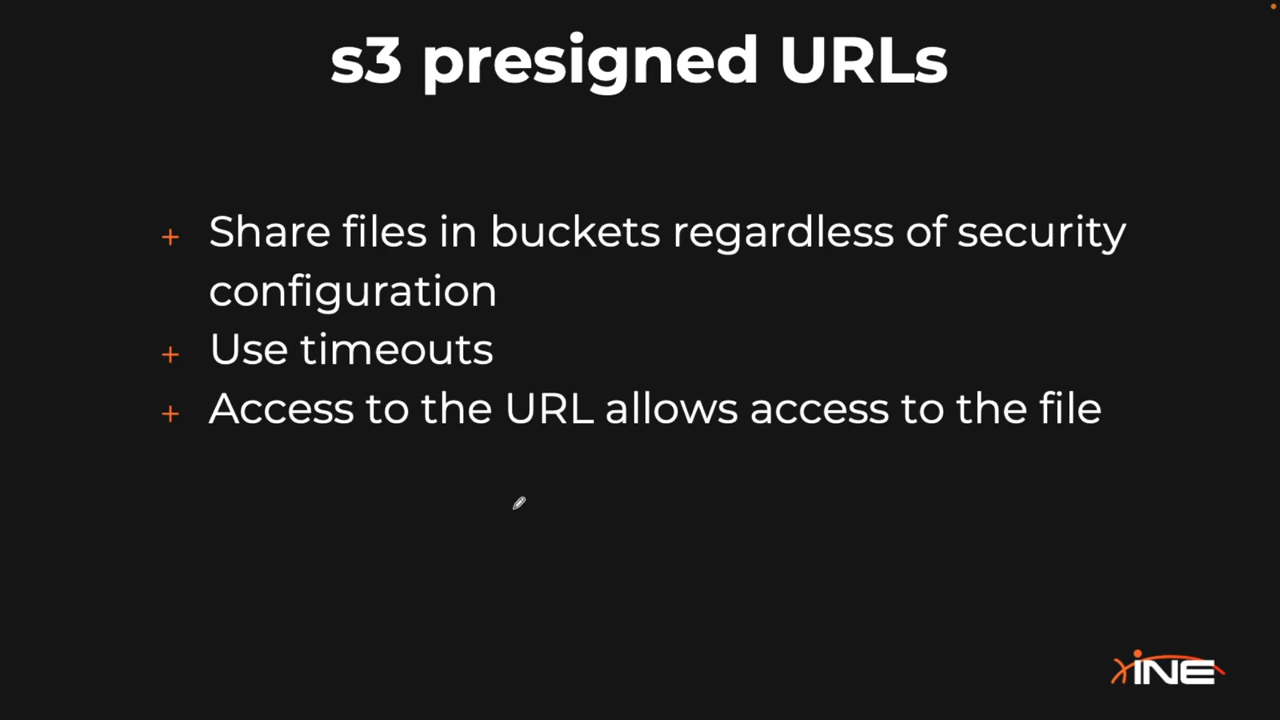 s3 presigned URLs
+ Share files in buckets regardless of security
configuration
+ Use timeouts
+ Access to the URL allows access to the file
INE